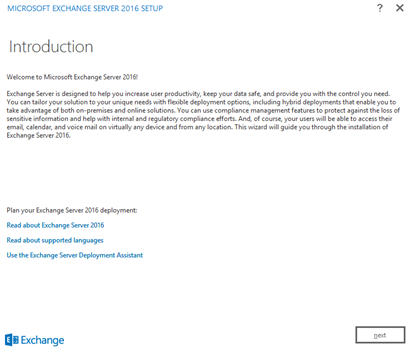 MICROSOFT EXCHANGE SERVER 2016 SETUP
? ×
Introduction
Welcome to Microsoft Exchange Server 2016!
Exchange Server is designed to help you increase user productivity, keep your data safe, and provide you with the control you need.
You can tailor your solution to your unique needs with flexible deployment options, including hybrid deployments that enable you to
take advantage of both on-premises and online solutions. You can use compliance management features to protect against the loss of
sensitive information and help with internal and regulatory compliance efforts. And, of course, your users will be able to access their
email, calendar, and voice mail on virtually any device and from any location. This wizard will guide you through the installation of
Exchange Server 2016.
Plan your Exchange Server 2016 deployment:
Read about Exchange Server 2016
Read about supported languages
Use the Exchange Server Deployment Assistant
Exchange
next